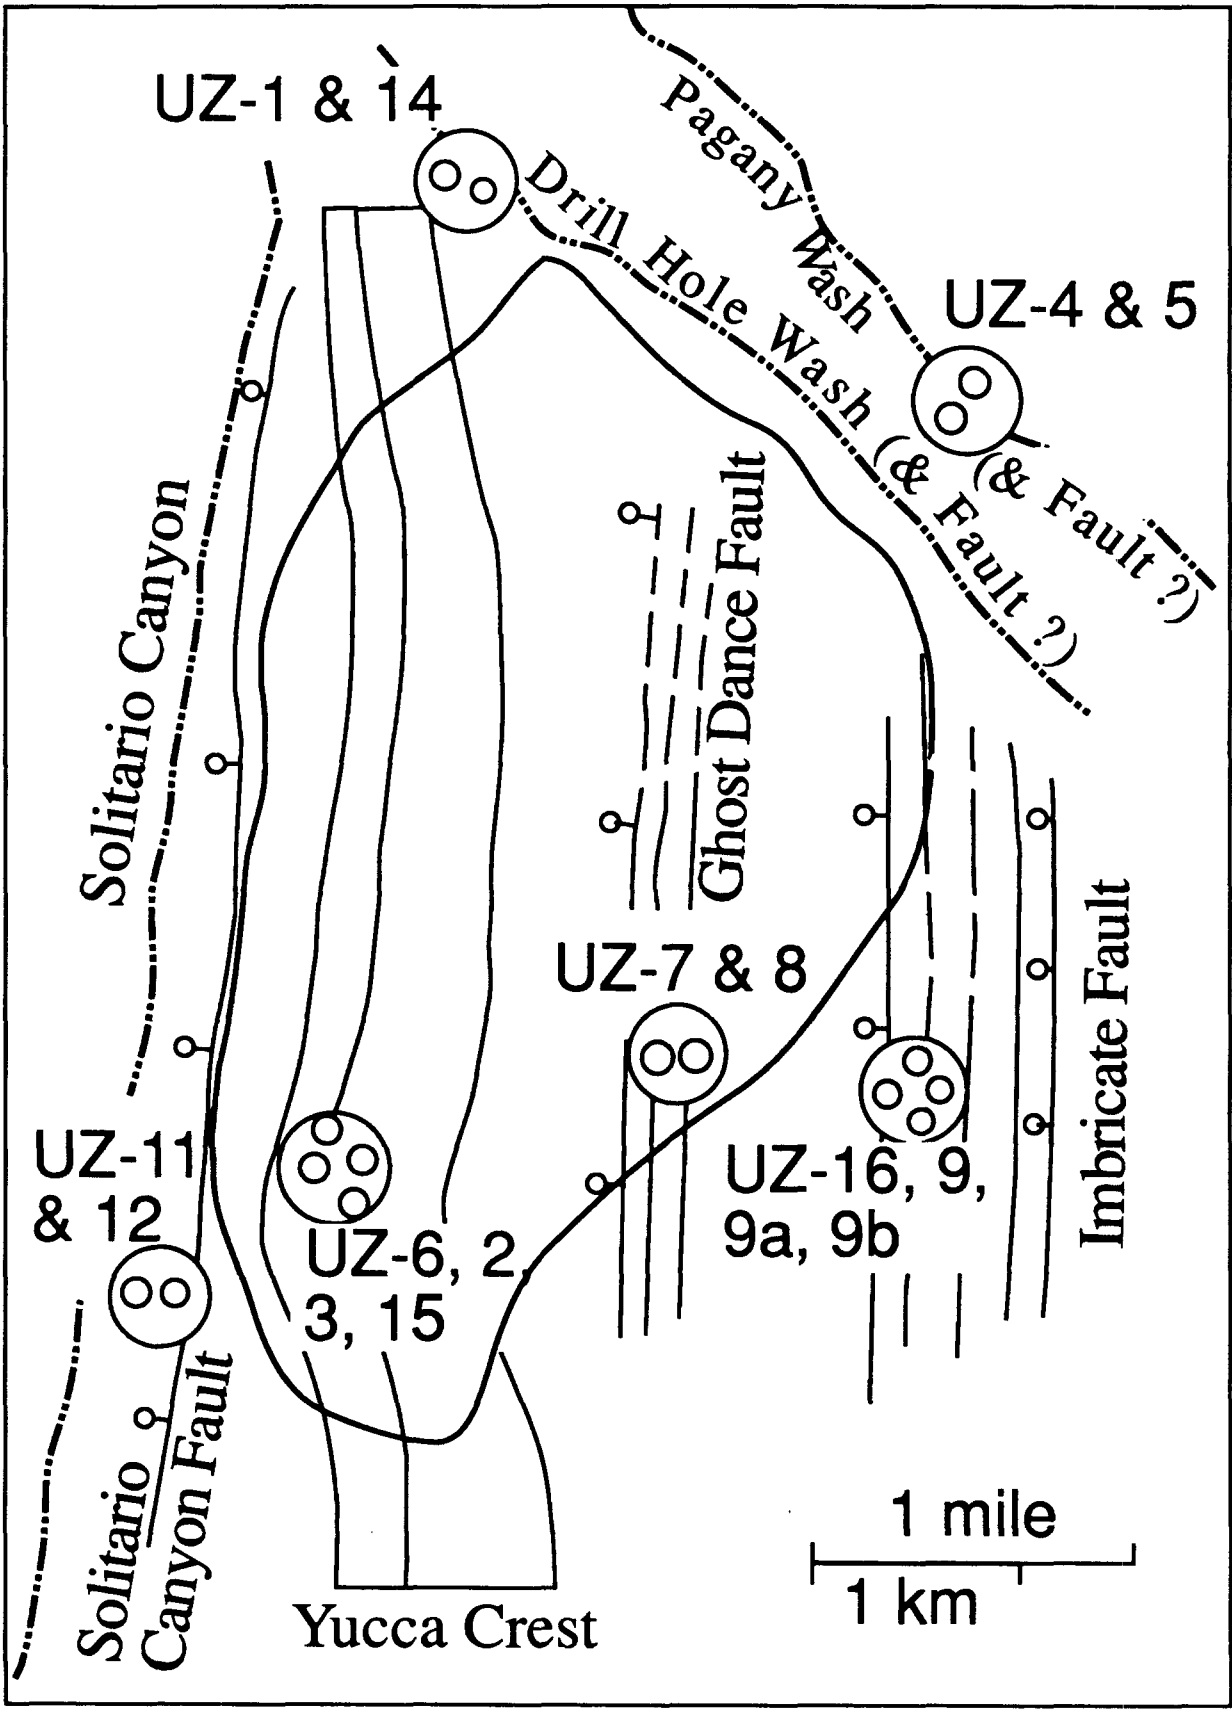 UZ-1 & 14
Pagany Wash
(& Fault ?)
Drill Hole Wash (& Fault ?)
UZ-4 & 5
Solitario Canyon
Ghost Dance Fault
UZ-7 & 8
Imbricate Fault
UZ-11
& 12
UZ-16, 9,
9a, 9b
UZ-6, 2,
3, 15
Solitario
Canyon Fault
1 mile
1 km
Yucca Crest